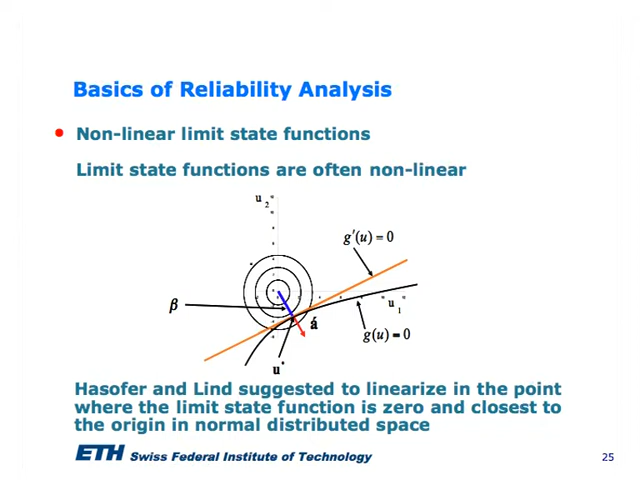 Basics of Reliability Analysis
Non-linear limit state functions
Limit state functions are often non-linear
u 2
g'(u) = 0
β
u 1
á
g(u) = 0
u*
Hasofer and Lind suggested to linearize in the point
where the limit state function is zero and closest to
the origin in normal distributed space
ETH Swiss Federal Institute of Technology
25